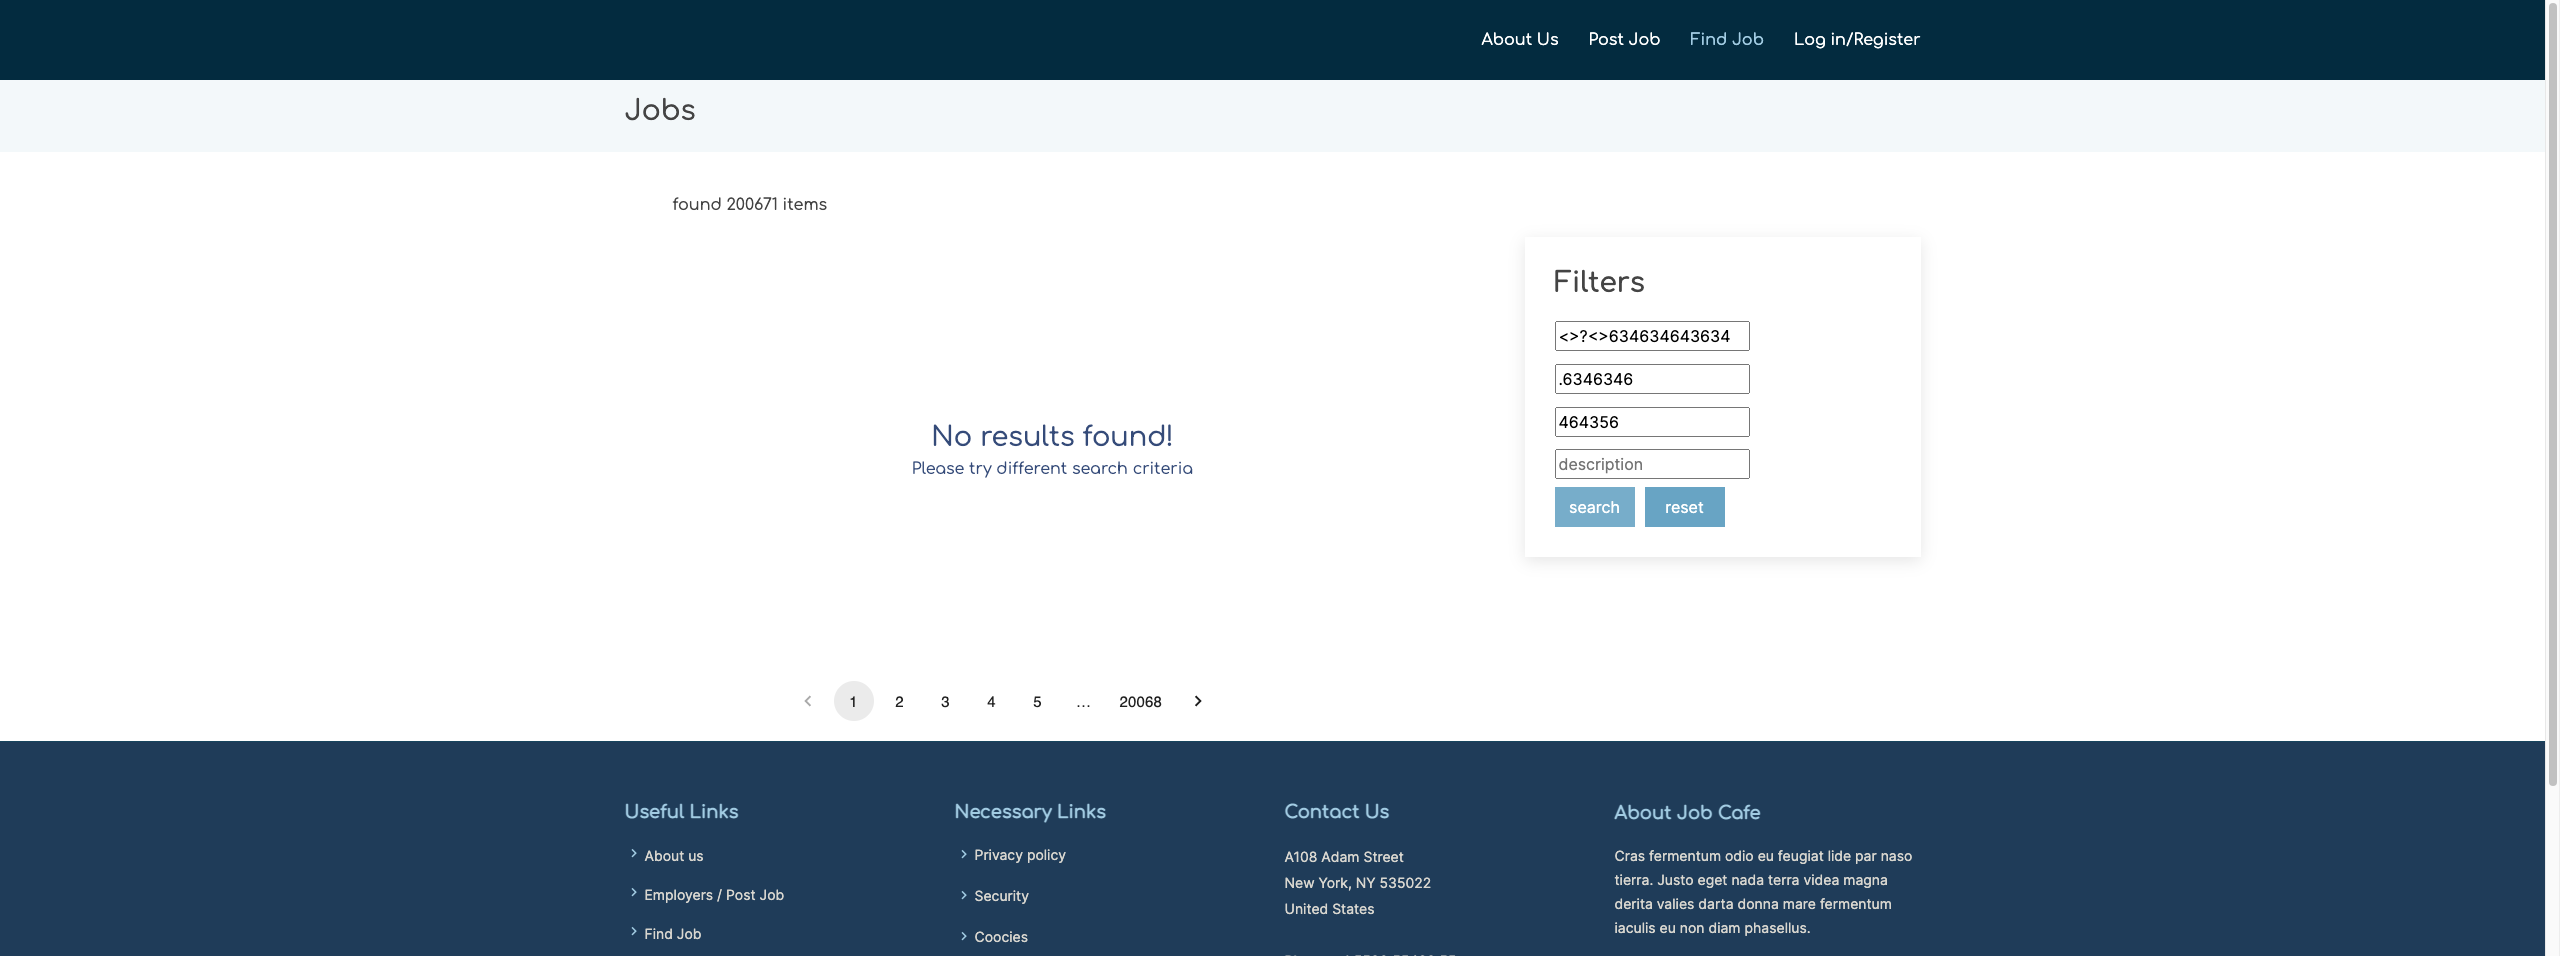 About Us
Post Job
Find Job
Log in/Register
Jobs
found 200671 items
Filters
<>?<>634634643634
.6346346
464356
description
search
reset
No results found!
Please try different search criteria
1
2
3
4
5
...
20068
Useful Links
About us
Employers / Post Job
Find Job
Necessary Links
Privacy policy
Security
Coocies
Contact Us
A108 Adam Street
New York, NY 535022
United States
About Job Cafe
Cras fermentum odio eu feugiat lide par naso
tierra. Justo eget nada terra videa magna
derita valies darta donna mare fermentum
iaculis eu non diam phasellus.